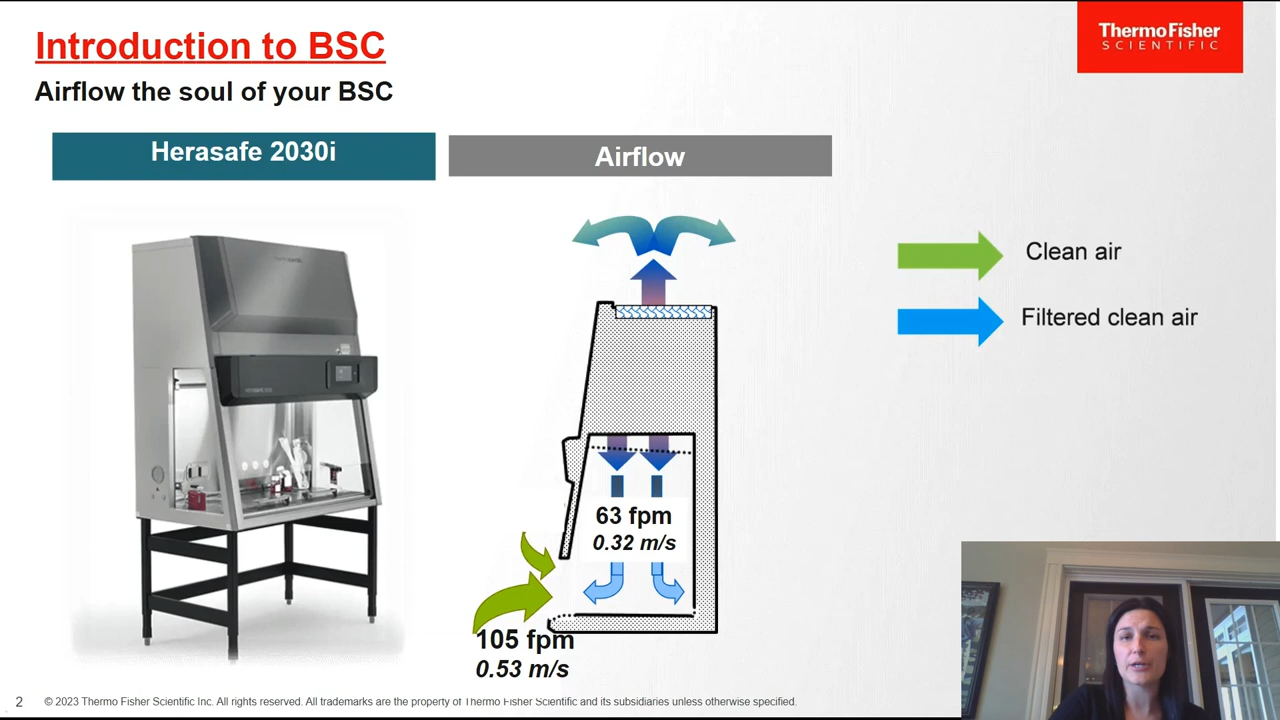 Introduction to BSC
ThermoFisher
SCIENTIFIC
Airflow the soul of your BSC
Herasafe 2030i
Airflow
Clean air
Filtered clean air
63 fpm
0.32 m/s
105 fpm
0.53 m/s
2
© 2023 Thermo Fisher Scientific Inc. All rights reserved. All trademarks are the property of Thermo Fisher Scientific and its subsidiaries unless otherwise specified.